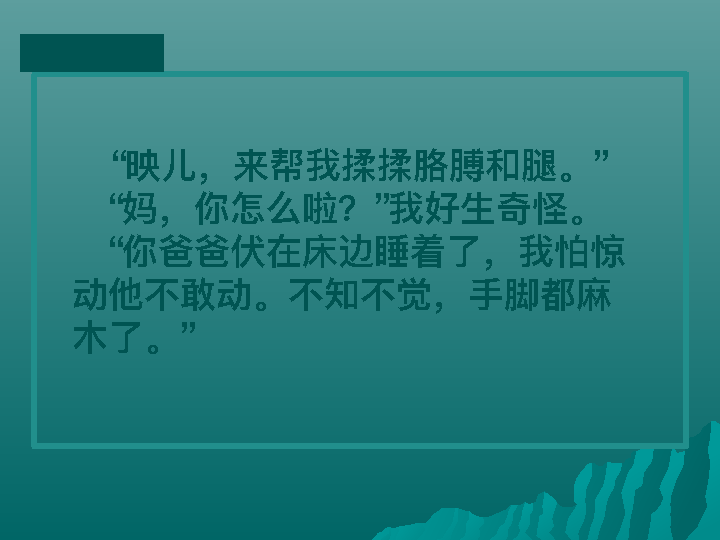 “映儿，来帮我揉揉胳膊和腿。”
“妈，你怎么啦？”我好生奇怪。
“你爸爸伏在床边睡着了，我怕惊
动他不敢动。不知不觉，手脚都麻
木了。”